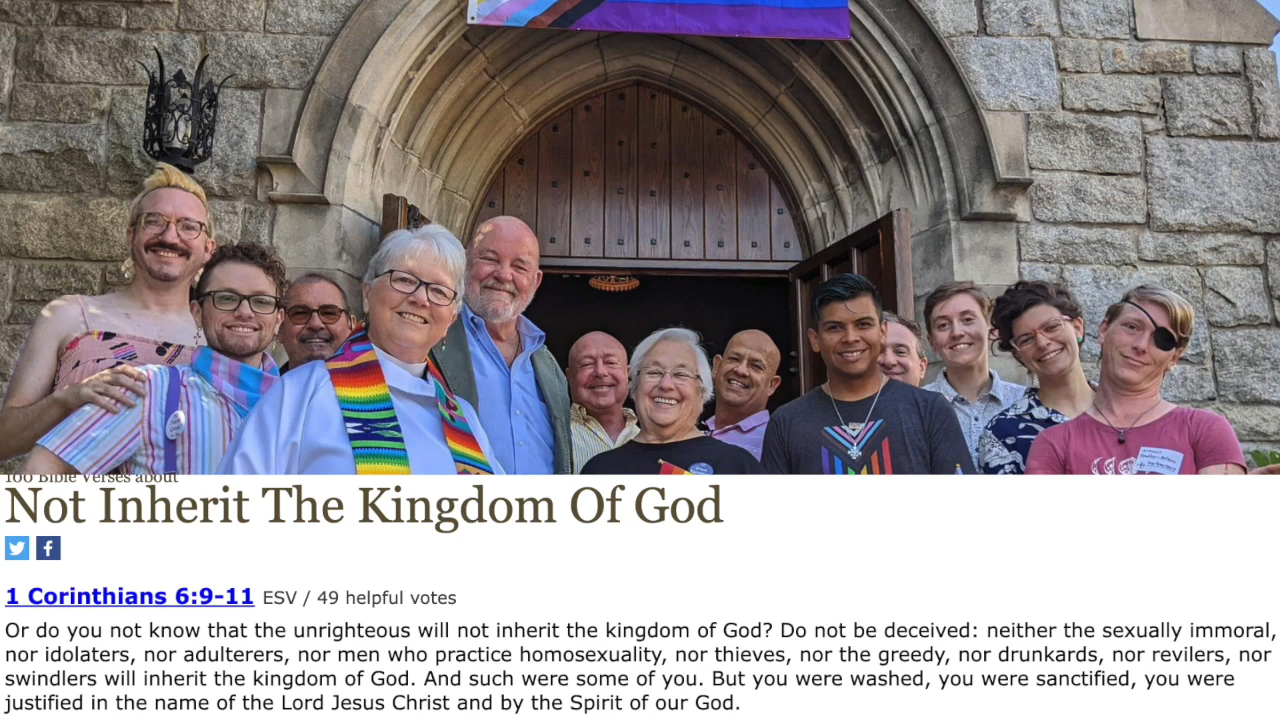 100 Bible Verses about
Not Inherit The Kingdom Of God
1 Corinthians 6:9-11 ESV / 49 helpful votes
Or do you not know that the unrighteous will not inherit the kingdom of God? Do not be deceived: neither the sexually immoral,
nor idolaters, nor adulterers, nor men who practice homosexuality, nor thieves, nor the greedy, nor drunkards, nor revilers, nor
swindlers will inherit the kingdom of God. And such were some of you. But you were washed, you were sanctified, you were
justified in the name of the Lord Jesus Christ and by the Spirit of our God.